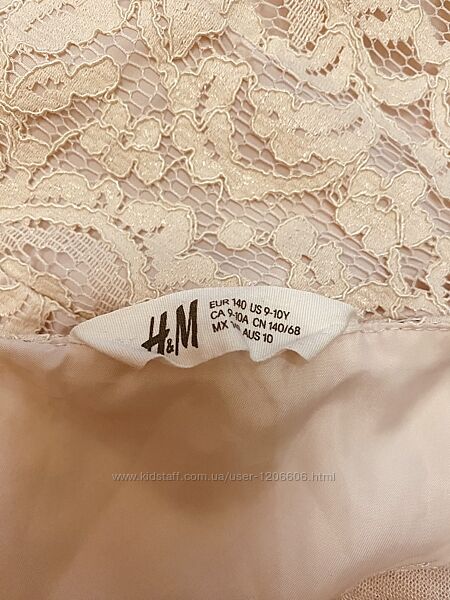 H&M
EUR 140 US 9-10Y
CA 9-10A CN 140/68
MX AUS 10
www.kidstaff.com.ua/user-1206606.html